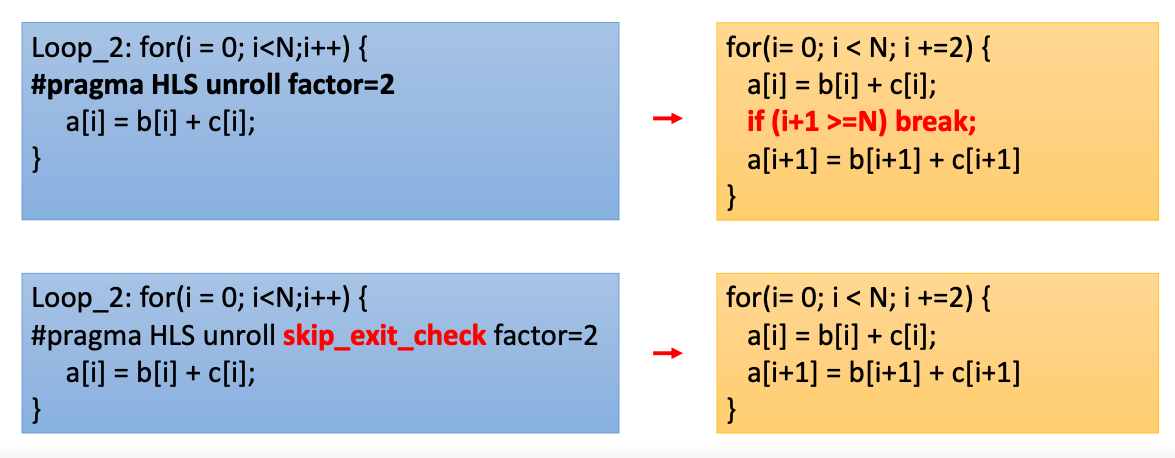 Loop_2: for(i = 0; i<N;i++) {
#pragma HLS unroll factor=2
a[i] = b[i] + c[i];
}
for(i= 0; i < N; i +=2) {
a[i] = b[i] + c[i];
if (i+1 >=N) break;
a[i+1] = b[i+1] + c[i+1]
}
Loop_2: for(i = 0; i<N;i++) {
#pragma HLS unroll skip_exit_check factor=2
a[i] = b[i] + c[i];
}
for(i= 0; i < N; i +=2) {
a[i] = b[i] + c[i];
a[i+1] = b[i+1] + c[i+1]
}